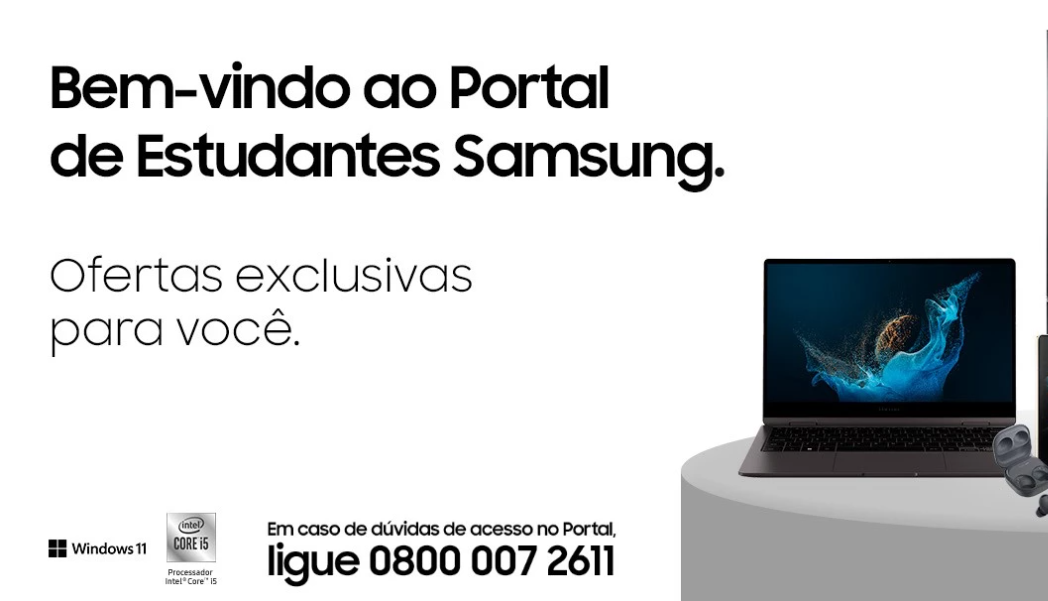 Bem-vindo ao Portal
de Estudantes Samsung.
Ofertas exclusivas
para você.
Windows 11
intel
CORE i5
Processador
Intel® Core™ i5
Em caso de dúvidas de acesso no Portal,
ligue 0800 007 2611